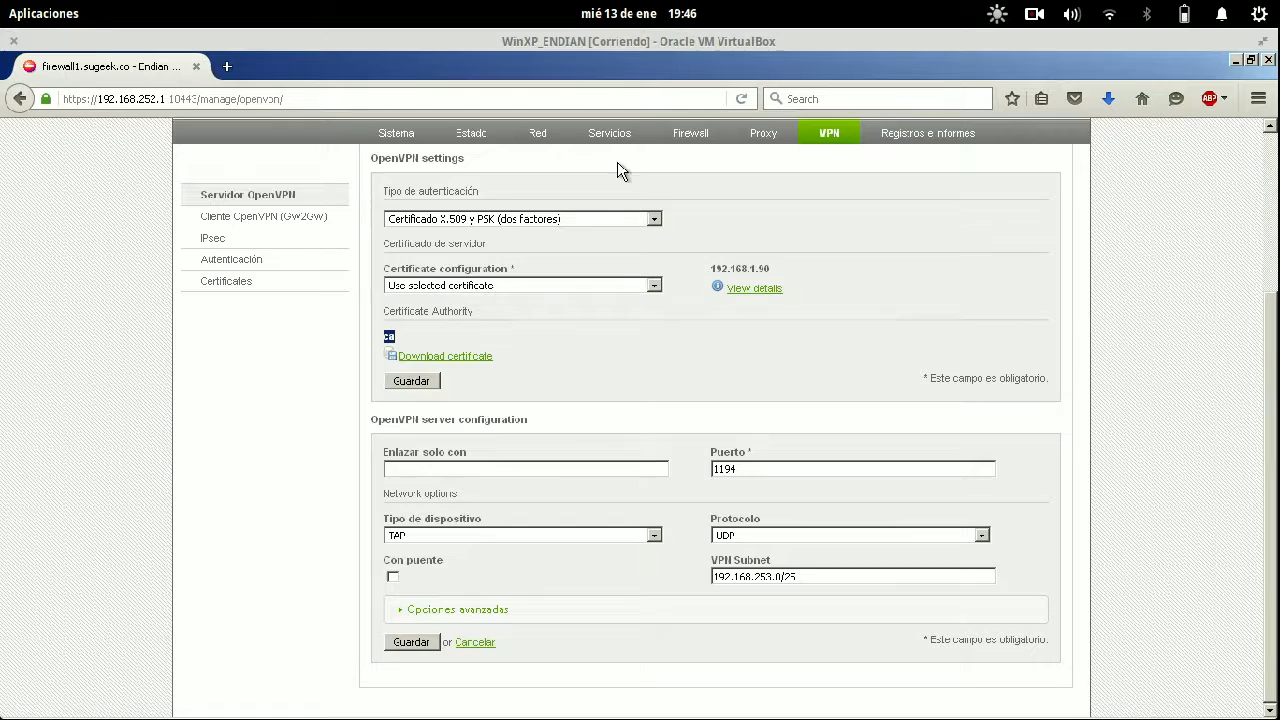 Aplicaciones
mié 13 de ene 19:46
WinXP_ENDIAN [Corriendo] - Oracle VM VirtualBox
firewall1.sugeek.co - Endian ...
https://192.168.252.1:10443/manage/openvpn/
Search
ABP
Sistema
Estado
Red
Servicios
Firewall
Proxy
VPN
Registros e Informes
Servidor OpenVPN
Cliente OpenVPN (Gw2Gw)
IPsec
Autenticación
Certificates
OpenVPN settings
Tipo de autenticación
Certificado X.509 y PSK (dos factores)
Certificado de servidor
Certificate configuration *
192.168.1.90
Use selected certificate
View details
Certificate Authority
ca
Download certificate
Guardar
* Este campo es obligatorio.
OpenVPN server configuration
Enlazar solo con
Puerto *
1194
Network options
Tipo de dispositivo
Protocolo
TAP
UDP
Con puente
VPN Subnet
192.168.253.0/25
Opciones avanzadas
Guardar or Cancelar
* Este campo es obligatorio.